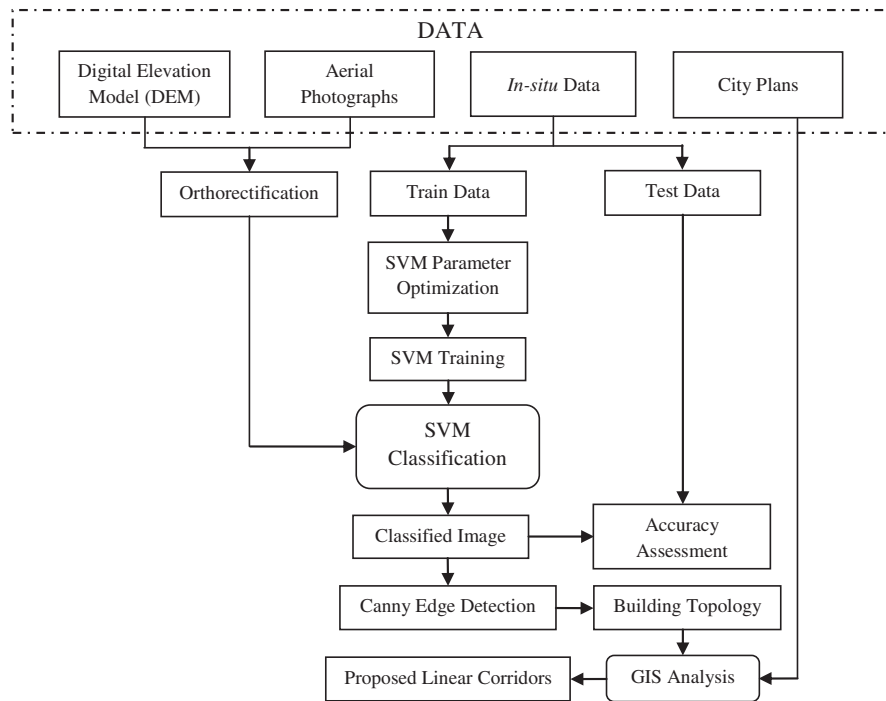 DATA
Digital Elevation
Model (DEM)
Aerial
Photographs
In-situ Data
City Plans
Orthorectification
Train Data
Test Data
SVM Parameter
Optimization
SVM Training
SVM
Classification
Classified Image
Accuracy
Assessment
Canny Edge Detection
Building Topology
Proposed Linear Corridors
GIS Analysis